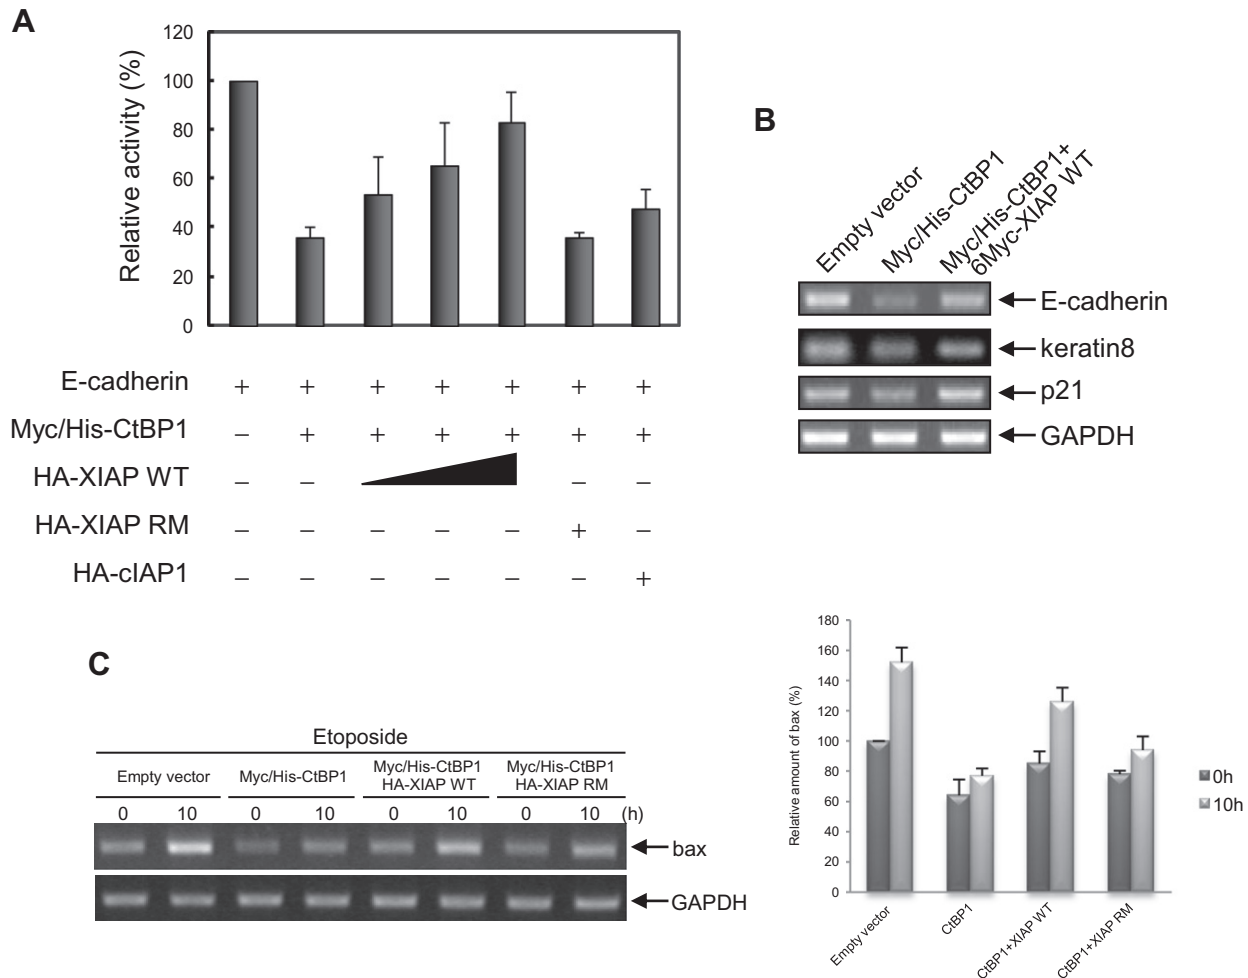 A
Relative activity (%)
120
100
80
60
40
20
0
E-cadherin + + + + + + +
Myc/His-CtBP1 – + + + + + +
HA-XIAP WT – – – –
HA-XIAP RM – – – – – + –
HA-cIAP1 – – – – – – +
B
Empty vector
Myc/His-CtBP1
Myc/His-CtBP1+
6Myc-XIAP WT
E-cadherin
keratin8
p21
GAPDH
C
Etoposide
Empty vector
Myc/His-CtBP1
Myc/His-CtBP1
HA-XIAP WT
Myc/His-CtBP1
HA-XIAP RM
0 10 0 10 0 10 0 10 (h)
bax
GAPDH
Relative amount of bax (%)
180
160
140
120
100
80
60
40
20
0
Empty vector
CtBP1
CtBP1+XIAP WT
CtBP1+XIAP RM
0h
10h